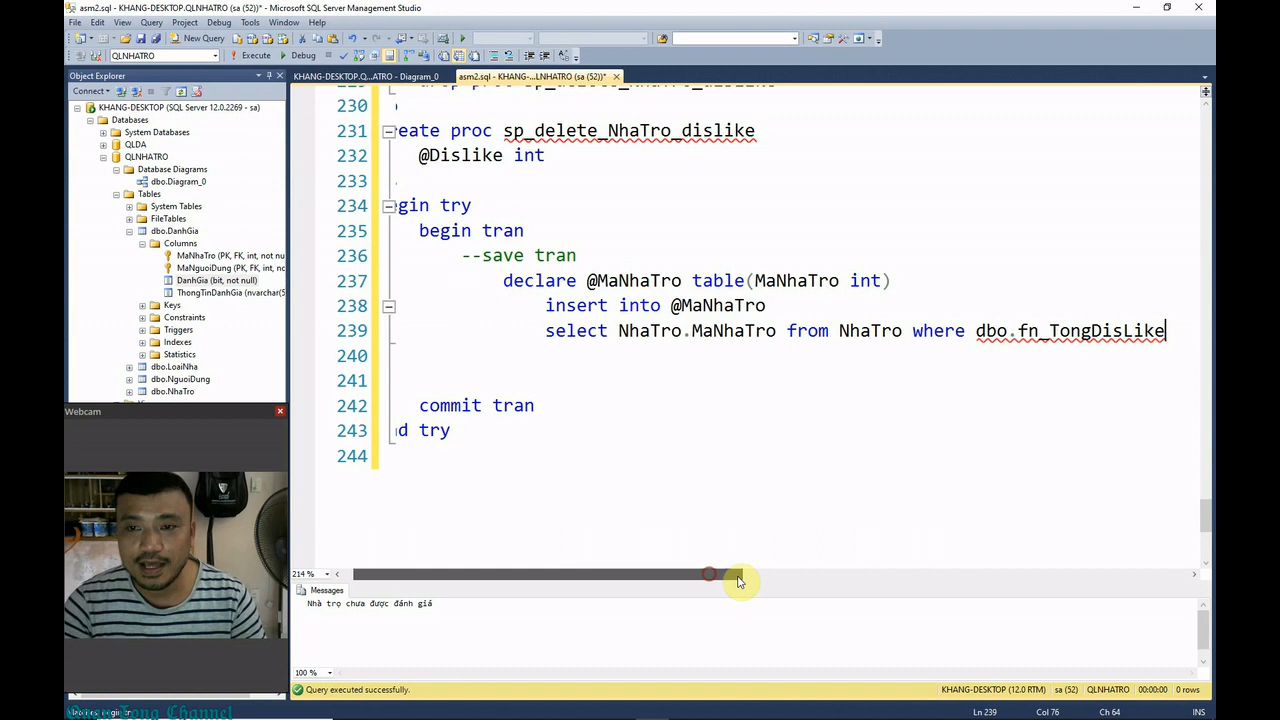 asm2.sql - KHANG-DESKTOP.QLNHATRO (sa (52))* - Microsoft SQL Server Management Studio
File Edit View Query Project Debug Tools Window Help
New Query
QLNHATRO Execute Debug
Object Explorer
KHANG-DESKTOP.Q...ATRO - Diagram_0 asm2.sql - KHANG-...LNHATRO (sa (52))*
Connect
KHANG-DESKTOP (SQL Server 12.0.2269 - sa)
Databases
System Databases
QLDA
QLNHATRO
Database Diagrams
dbo.Diagram_0
Tables
System Tables
FileTables
dbo.DanhGia
Columns
MaNhaTro (PK, FK, int, not nu
MaNguoiDung (PK, FK, int, nc
DanhGia (bit, not null)
ThongTinDanhGia (nvarchar(5
Keys
Constraints
Triggers
Indexes
Statistics
dbo.LoaiNha
dbo.NguoiDung
dbo.NhaTro
230
231 reate proc sp_delete_NhaTro_dislike
232 @Dislike int
233
234 gin try
235 begin tran
236 --save tran
237 declare @MaNhaTro table(MaNhaTro int)
238 insert into @MaNhaTro
239 select NhaTro.MaNhaTro from NhaTro where dbo.fn_TongDisLike
240
241
242 commit tran
243 d try
244
Webcam
214 %
Messages
Nhà trọ chưa được đánh giá
100 %
Query executed successfully. KHANG-DESKTOP (12.0 RTM) sa (52) QLNHATRO 00:00:00 0 rows
Quan Tong Channel
Ln 239 Col 76 Ch 64 INS